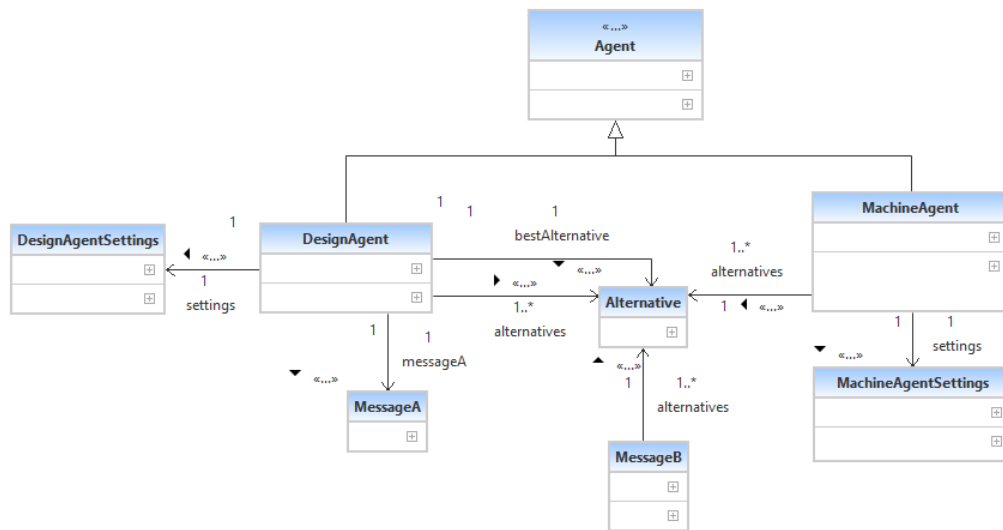 «...»
Agent
1
1
1
1
MachineAgent
DesignAgentSettings
DesignAgent
bestAlternative
1..*
«...»
«...»
alternatives
«...»
1
settings
1..*
alternatives
Alternative
1
«...»
1
1
messageA
1
1
settings
«...»
«...»
«...»
1
1..*
alternatives
MachineAgentSettings
MessageA
MessageB